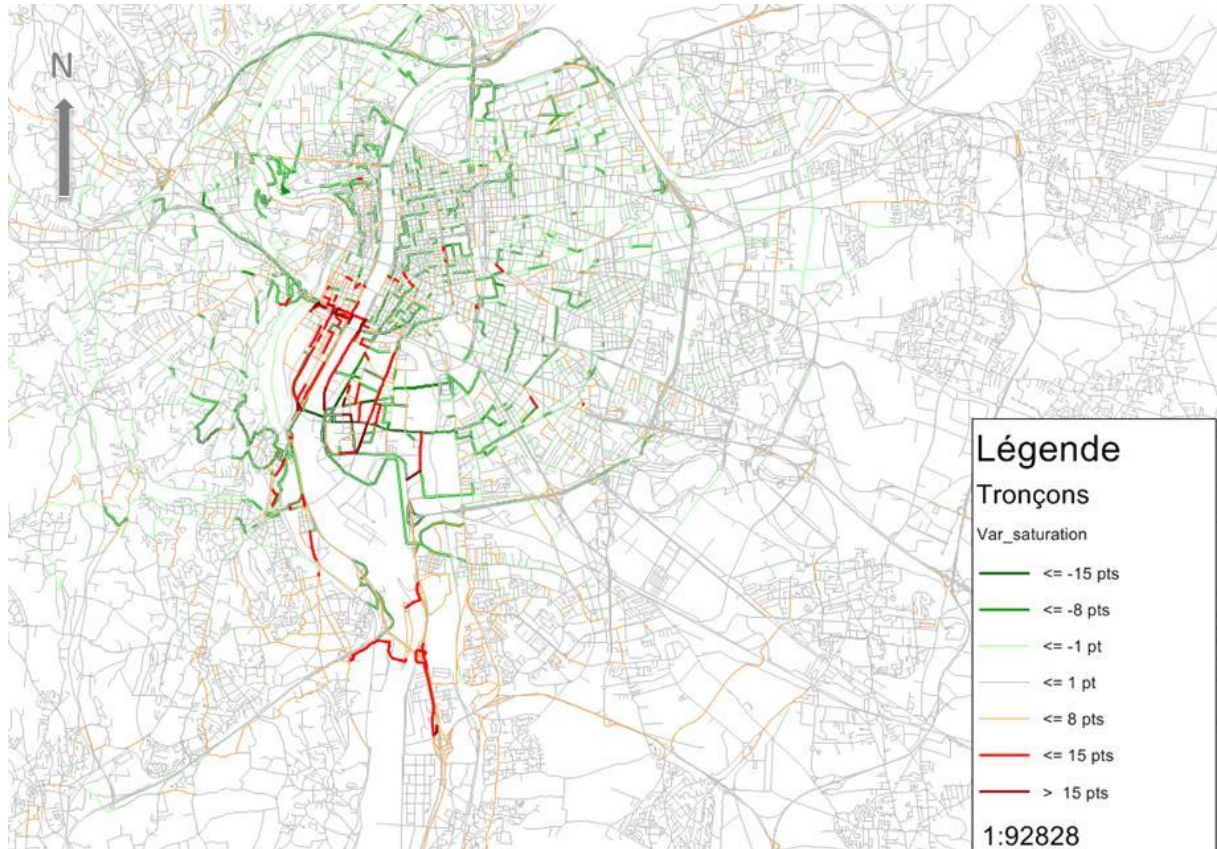 N
Légende
Tronçons
Var_saturation
<= -15 pts
<= -8 pts
<= -1 pt
<= 1 pt
<= 8 pts
<= 15 pts
> 15 pts
1:92828